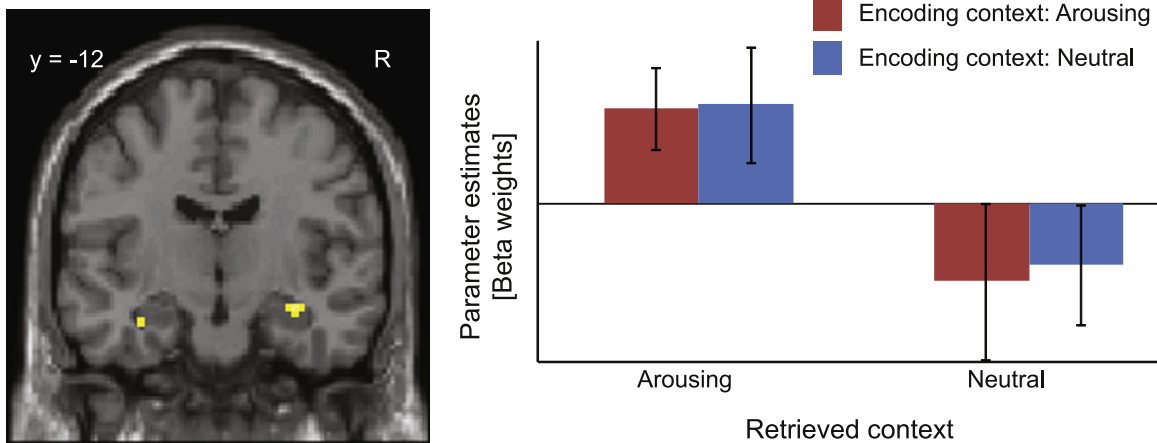 y = -12
R
Encoding context: Arousing
Encoding context: Neutral
Parameter estimates
[Beta weights]
Arousing
Neutral
Retrieved context